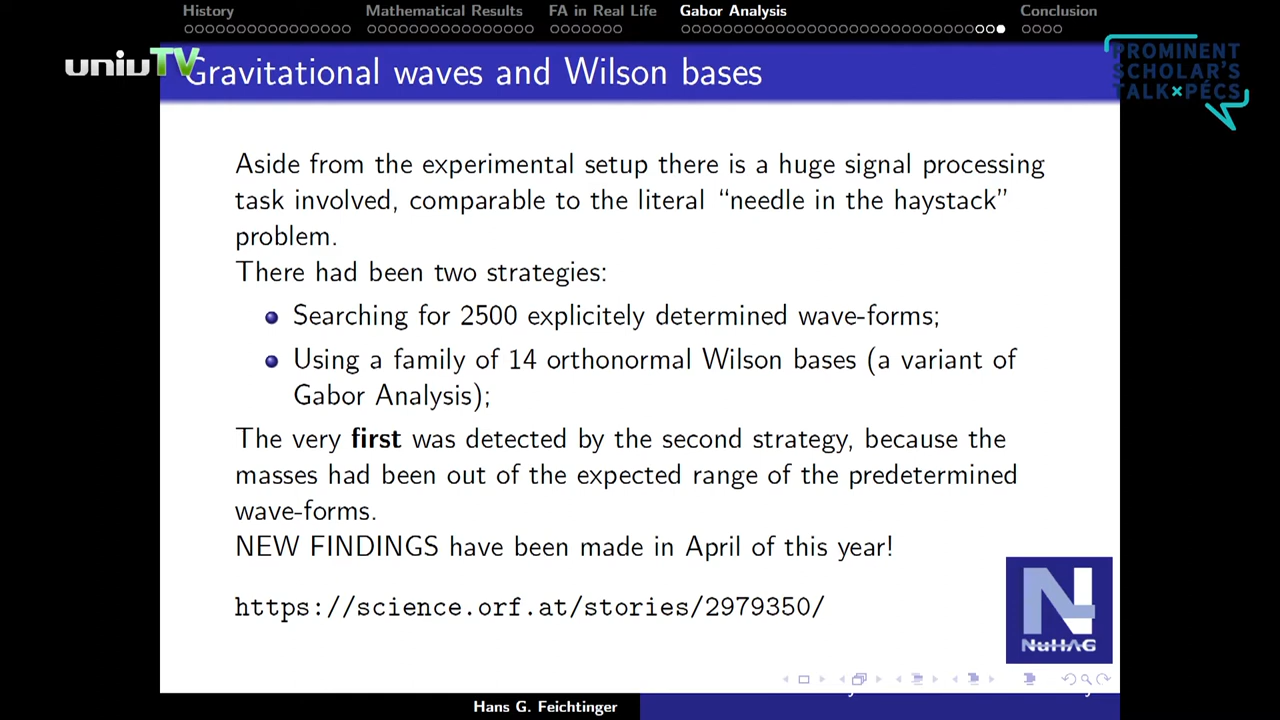 History Mathematical Results FA in Real Life Gabor Analysis Conclusion
uniuTV
Gravitational waves and Wilson bases
PROMINENT
SCHOLAR'S
TALK×PÉCS
Aside from the experimental setup there is a huge signal processing
task involved, comparable to the literal “needle in the haystack”
problem.
There had been two strategies:
Searching for 2500 explicitely determined wave-forms;
Using a family of 14 orthonormal Wilson bases (a variant of
Gabor Analysis);
The very first was detected by the second strategy, because the
masses had been out of the expected range of the predetermined
wave-forms.
NEW FINDINGS have been made in April of this year!
https://science.orf.at/stories/2979350/
N
NuHAG
Hans G. Feichtinger